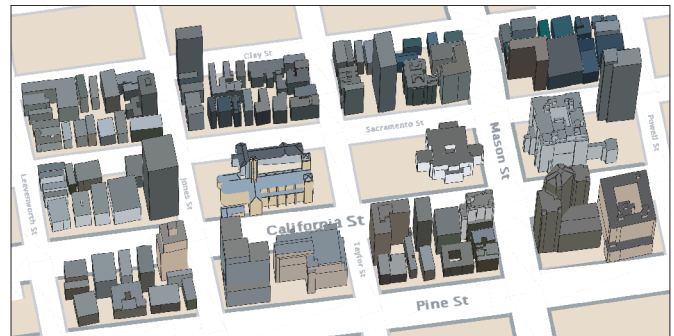 Clay St
Sacramento St
Mason St
Powell St
Leavenworth St
Jones St
California St
Taylor St
Pine St